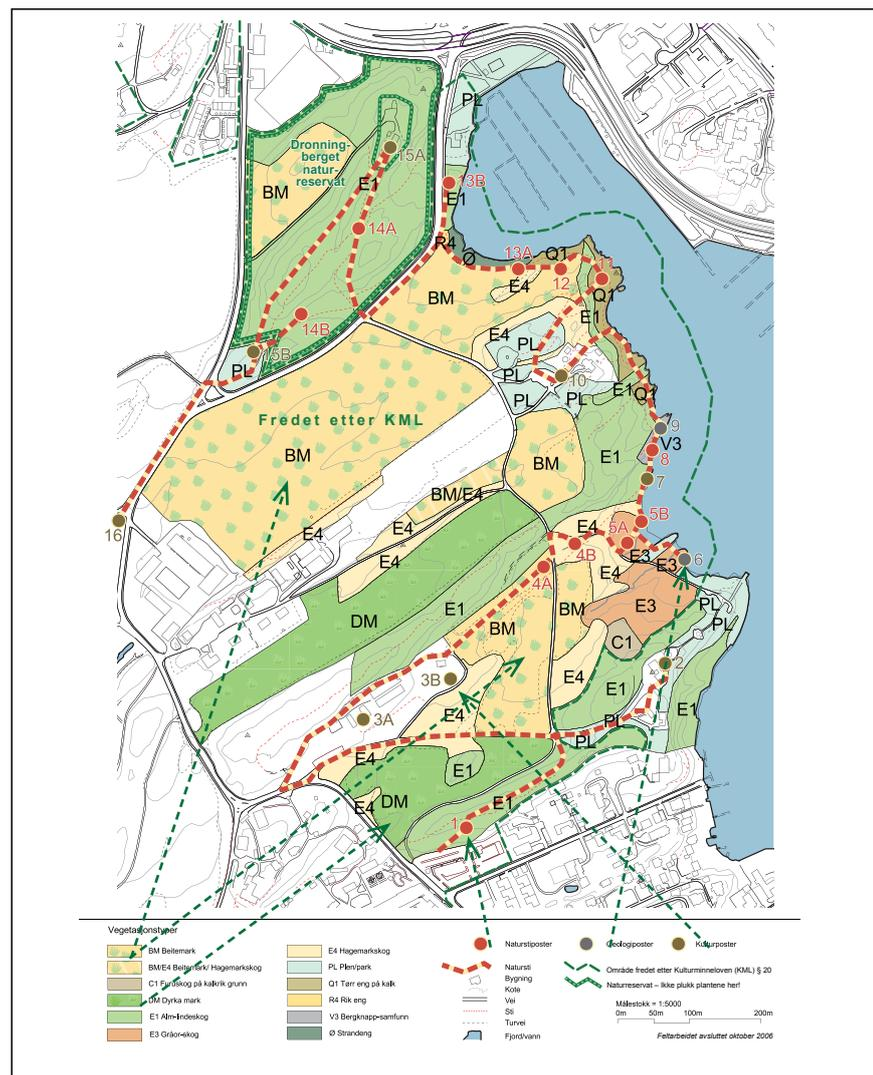 PL
Dronning-
berget
natur-
reservat
15A
BM
E1
13B
E1
14A
R4
Ø
13A
Q1
11
E4
12
Q1
BM
E1
14B
E4
PL
15B
PL
PL
10
PL
PL
E1
Q1
Fredet etter KML
9
V3
BM
BM
E1
8
BM/E4
7
16
E4
E4
E4
5A
5B
E4
4B
E3
E3
6
4A
E4
E3
PL
DM
E1
BM
BM
PL
C1
3B
2
E4
E1
3A
E4
PL
E1
PL
E4
E1
E4
DM
E1
1
Vegetasjonstyper
BM Beitemark
BM/E4 Beitemark/ Hagemarkskog
C1 Furuskog på kalkrik grunn
DM Dyrka mark
E1 Alm-lindeskog
E3 Gråor-skog
E4 Hagemarkskog
PL Plen/park
Q1 Tørr eng på kalk
R4 Rik eng
V3 Bergknapp-samfunn
Ø Strandeng
Naturstiposter
Geologiposter
Kulturposter
Natursti
Bygning
Kote
Vei
Sti
Turvei
Fjord/vann
Område fredet etter Kulturminneloven (KML) § 20
Naturreservat – Ikke plukk plantene her!
Målestokk = 1:5000
0m 50m 100m 200m
Feltarbeidet avsluttet oktober 2006